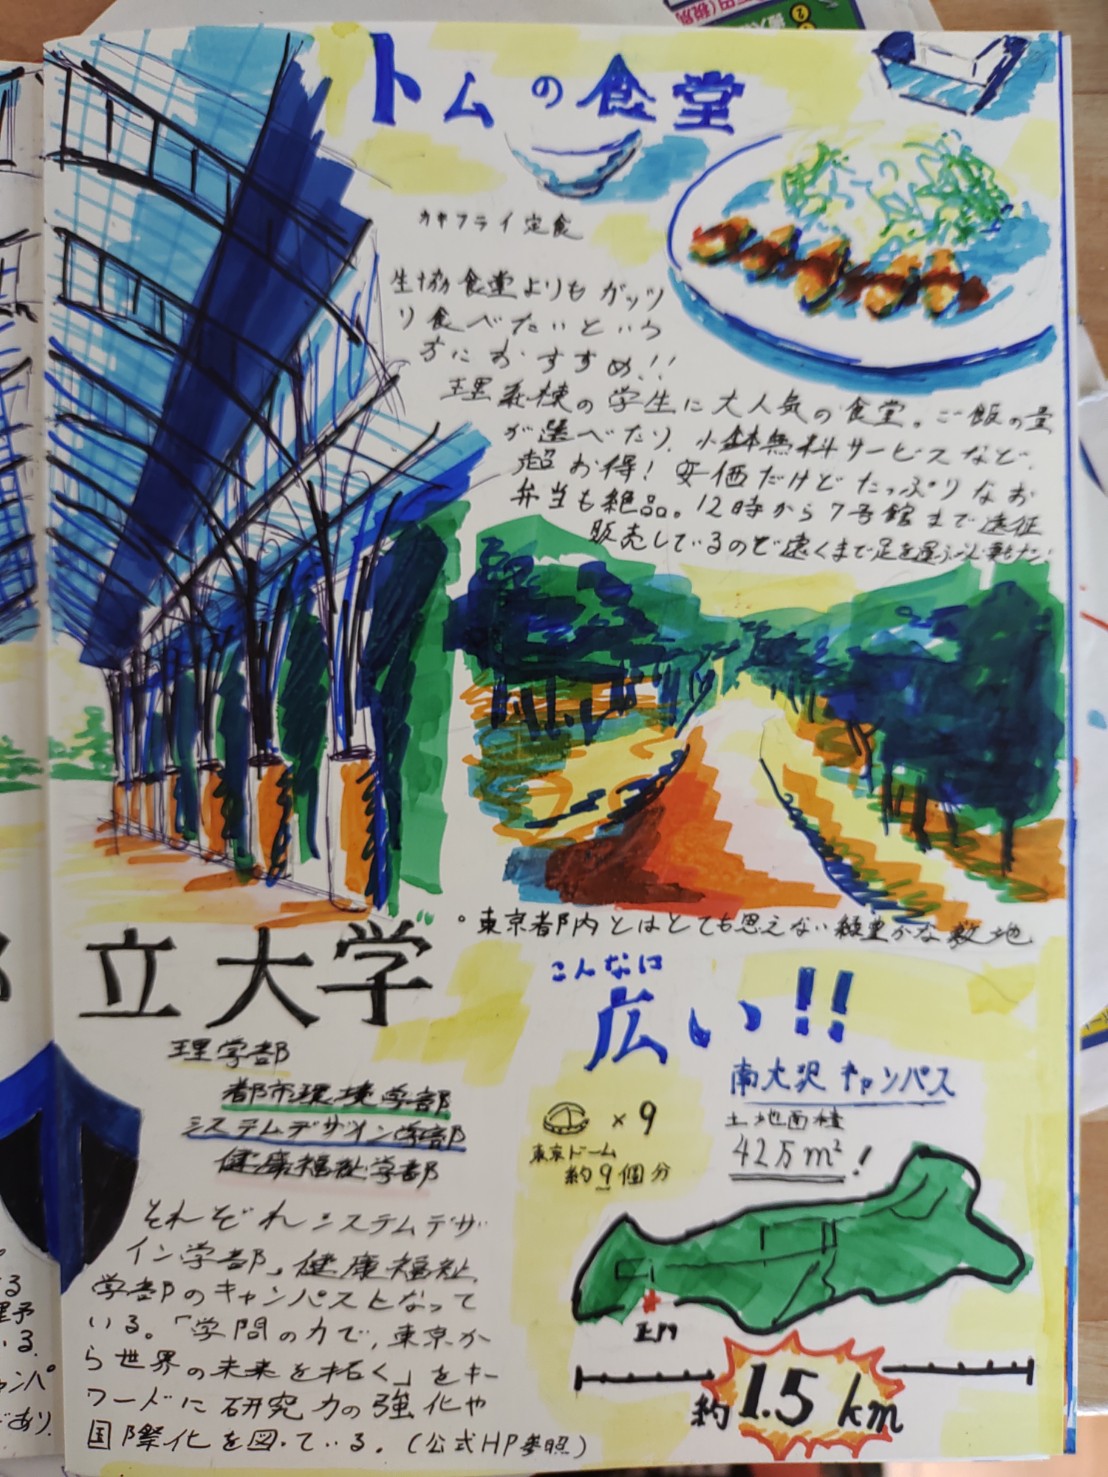 トムの食堂
カキフライ定食
生協食堂よりもガッツ
リ食べたいという
方におすすめ!!
理系棟の学生に大人気の食堂。ご飯の量
が選べたり、小鉢無料サービスなど、
超お得!安価だけどたっぷりなお
弁当も絶品。12時から7号館まで遠征
販売しているので遠くまで足を運ぶ必要なし
。東京都内とはとても思えない緑豊かな敷地
立大学
理学部
都市環境学部
システムデザイン学部
健康福祉学部
それぞれシステムデザ
イン学部、健康福祉
学部のキャンパスとなって
いる。「学問の力で、東京か
ら世界の未来を拓く」をキー
ワードに研究力の強化や
国際化を図っている。(公式HP参照)
こんなに
広い!!
南大沢キャンパス
土地面積
425m²!
×9
東京ドーム
約9個分
正門
約1.5km